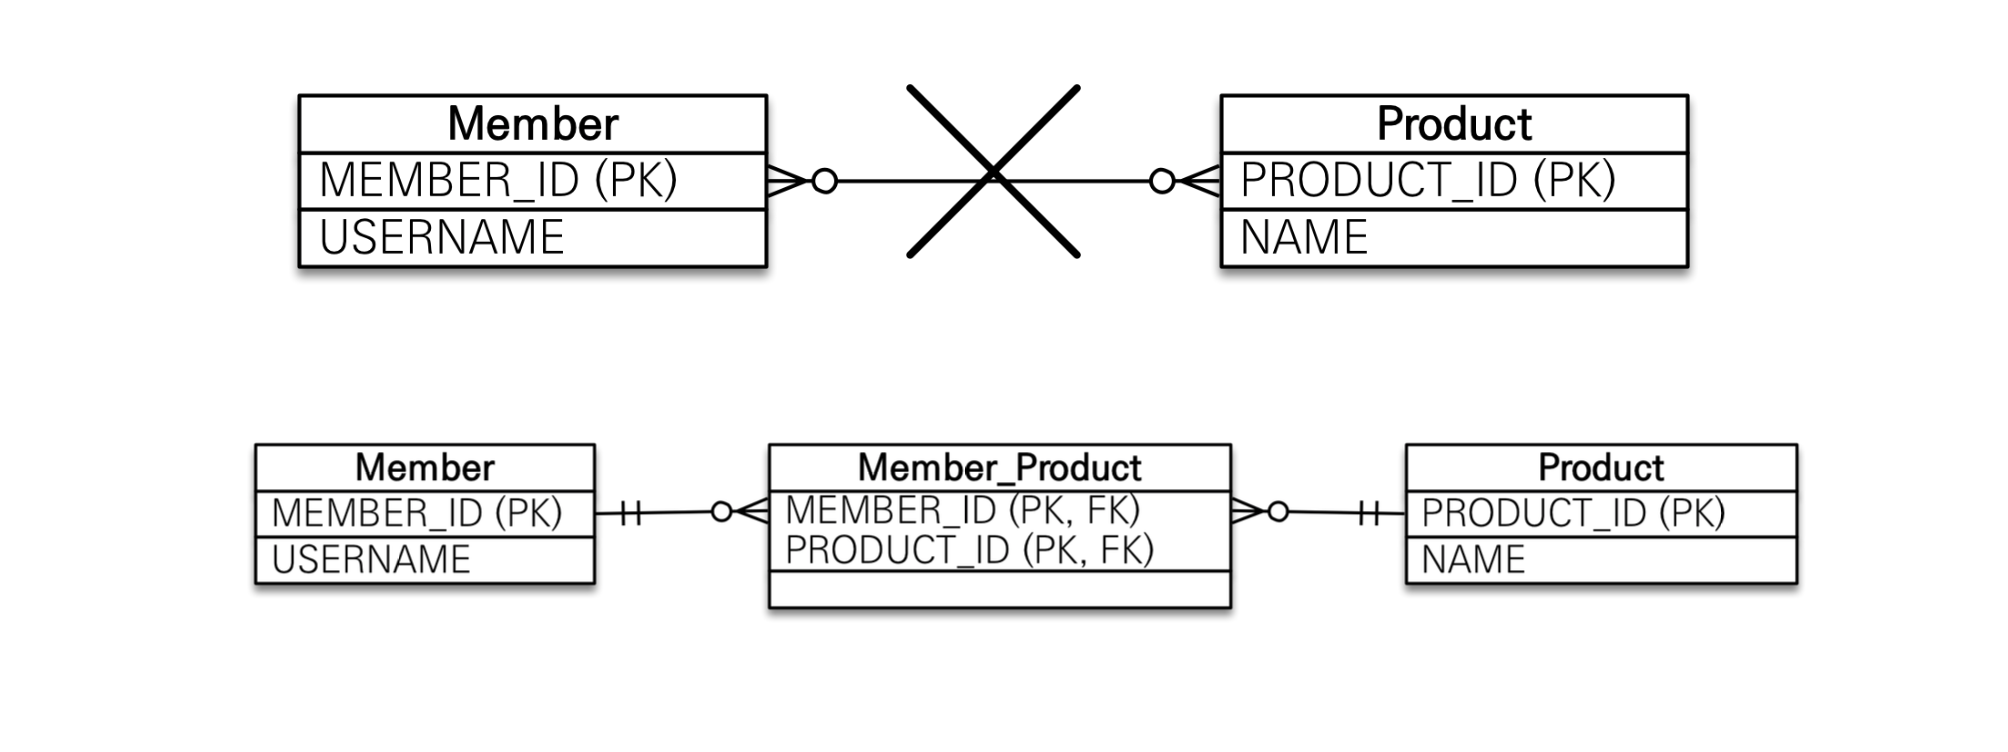 Member
MEMBER_ID (PK)
USERNAME
Product
PRODUCT_ID (PK)
NAME
Member
MEMBER_ID (PK)
USERNAME
Member_Product
MEMBER_ID (PK, FK)
PRODUCT_ID (PK, FK)
Product
PRODUCT_ID (PK)
NAME